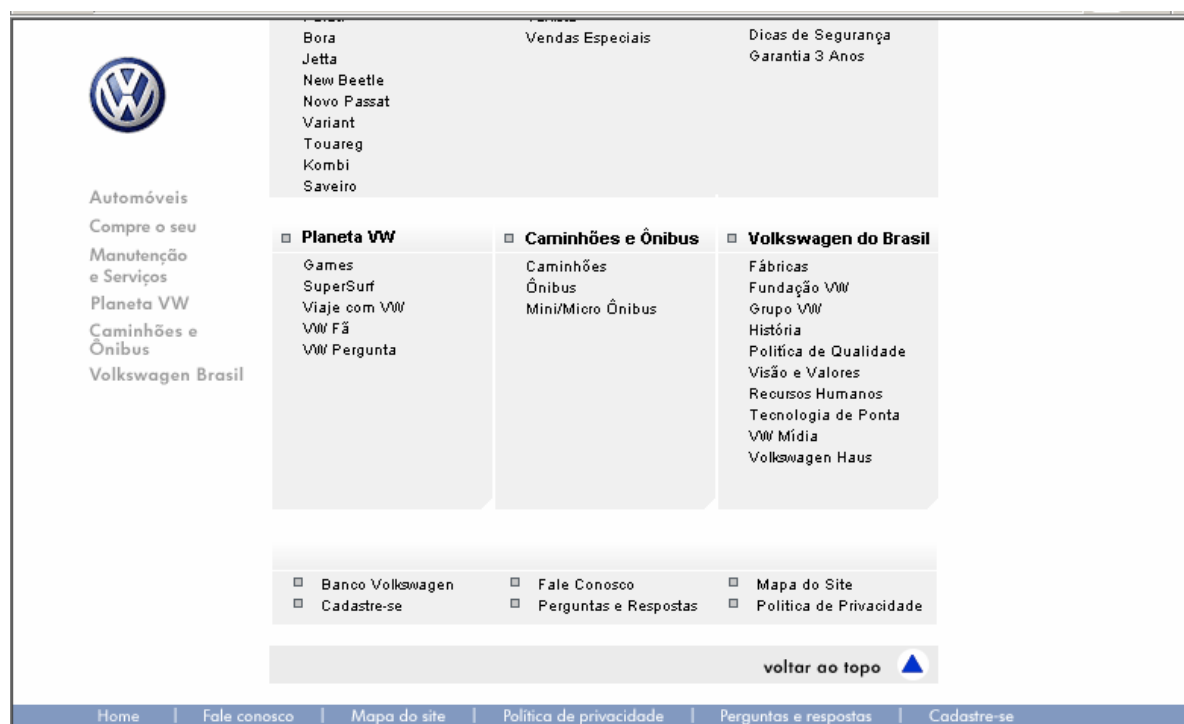 Bora
Jetta
New Beetle
Novo Passat
Variant
Touareg
Kombi
Saveiro
Vendas Especiais
Dicas de Segurança
Garantia 3 Anos
Automóveis
Compre o seu
Manutenção
e Serviços
Planeta VW
Caminhões e
Ônibus
Volkswagen Brasil
Planeta VW
Games
SuperSurf
Viaje com VW
VW Fã
VW Pergunta
Caminhões e Ônibus
Caminhões
Ônibus
Mini/Micro Ônibus
Volkswagen do Brasil
Fábricas
Fundação VW
Grupo VW
História
Política de Qualidade
Visão e Valores
Recursos Humanos
Tecnologia de Ponta
VW Mídia
Volkswagen Haus
Banco Volkswagen
Cadastre-se
Fale Conosco
Perguntas e Respostas
Mapa do Site
Politica de Privacidade
voltar ao topo
Home | Fale conosco | Mapa do site | Política de privacidade | Perguntas e respostas | Cadastre-se